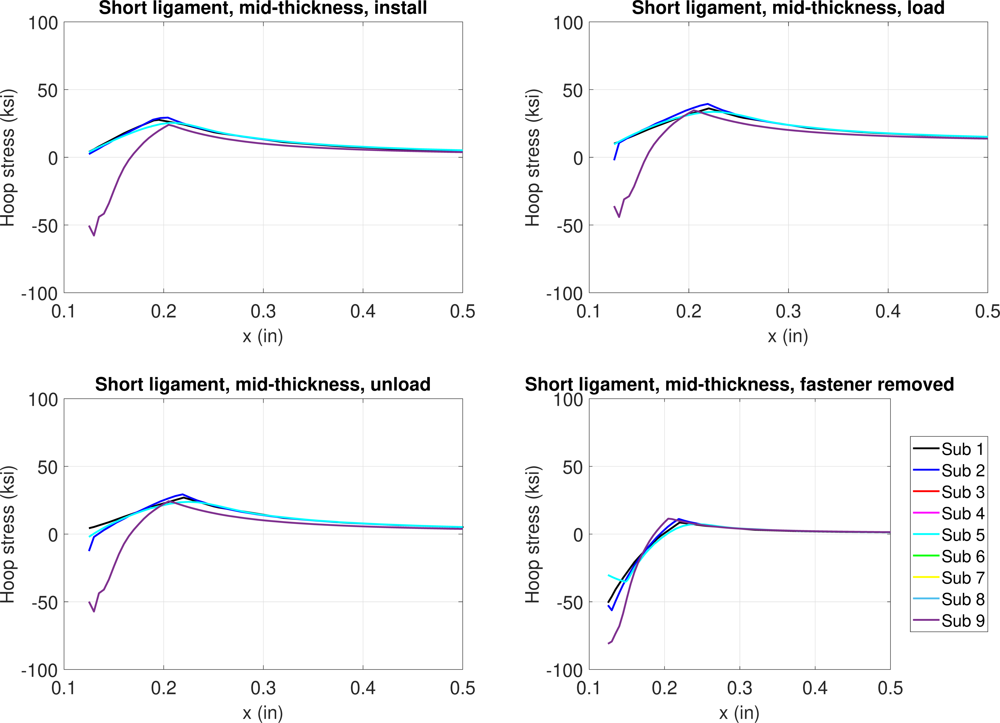 Short ligament, mid-thickness, install
100
50
0
-50
-100
Hoop stress (ksi)
0.1 0.2 0.3 0.4 0.5
x (in)
Short ligament, mid-thickness, load
100
50
0
-50
-100
Hoop stress (ksi)
0.1 0.2 0.3 0.4 0.5
x (in)
Short ligament, mid-thickness, unload
100
50
0
-50
-100
Hoop stress (ksi)
0.1 0.2 0.3 0.4 0.5
x (in)
Short ligament, mid-thickness, fastener removed
100
50
0
-50
-100
Hoop stress (ksi)
0.1 0.2 0.3 0.4 0.5
x (in)
Sub 1
Sub 2
Sub 3
Sub 4
Sub 5
Sub 6
Sub 7
Sub 8
Sub 9